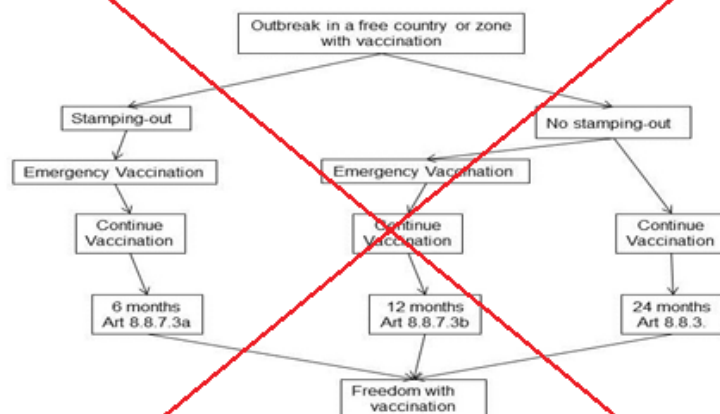 Outbreak in a free country or zone
with vaccination
Stamping-out
No stamping-out
Emergency Vaccination
Emergency Vaccination
Continue
Vaccination
Continue
Vaccination
Continue
Vaccination
6 months
Art 8.8.7.3a
12 months
Art 8.8.7.3b
24 months
Art 8.8.3.
Freedom with
vaccination